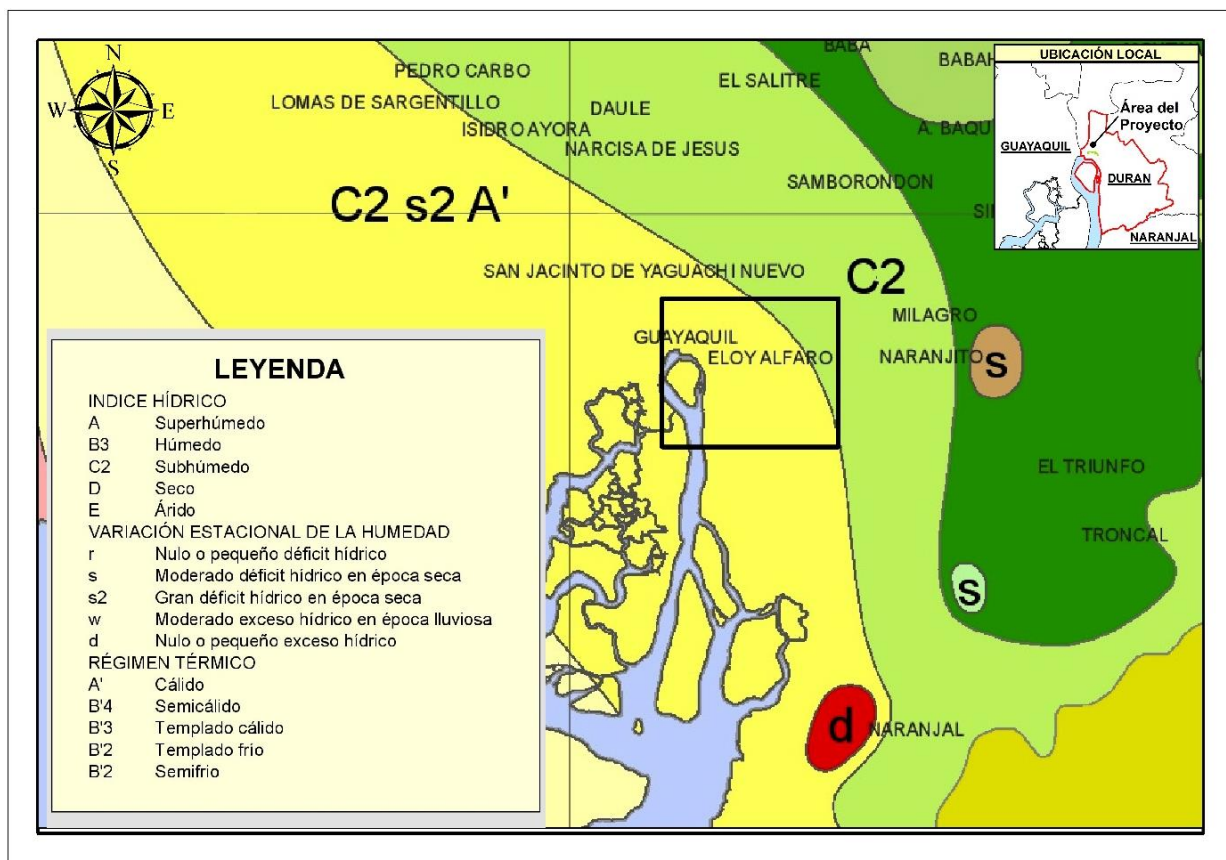 N
W E
S
BABA
BABAH
PEDRO CARBO
EL SALITRE
LOMAS DE SARGENTILLO
DAULE
ISIDRO AYORA
A. BAQU
NARCISA DE JESUS
SAMBORONDON
C2 s2 A'
SAN JACINTO DE YAGUACHI NUEVO
C2
MILAGRO
GUAYAQUIL
ELOY ALFARO
NARANJITO
S
EL TRIUNFO
TRONCAL
S
d
NARANJAL
UBICACIÓN LOCAL
Área del
Proyecto
GUAYAQUIL
DURAN
NARANJAL
LEYENDA
INDICE HÍDRICO
A Superhúmedo
B3 Húmedo
C2 Subhúmedo
D Seco
E Árido
VARIACIÓN ESTACIONAL DE LA HUMEDAD
r Nulo o pequeño déficit hídrico
s Moderado déficit hídrico en época seca
s2 Gran déficit hídrico en época seca
w Moderado exceso hídrico en época lluviosa
d Nulo o pequeño exceso hídrico
RÉGIMEN TÉRMICO
A' Cálido
B'4 Semicálido
B'3 Templado cálido
B'2 Templado frío
B'2 Semifrio